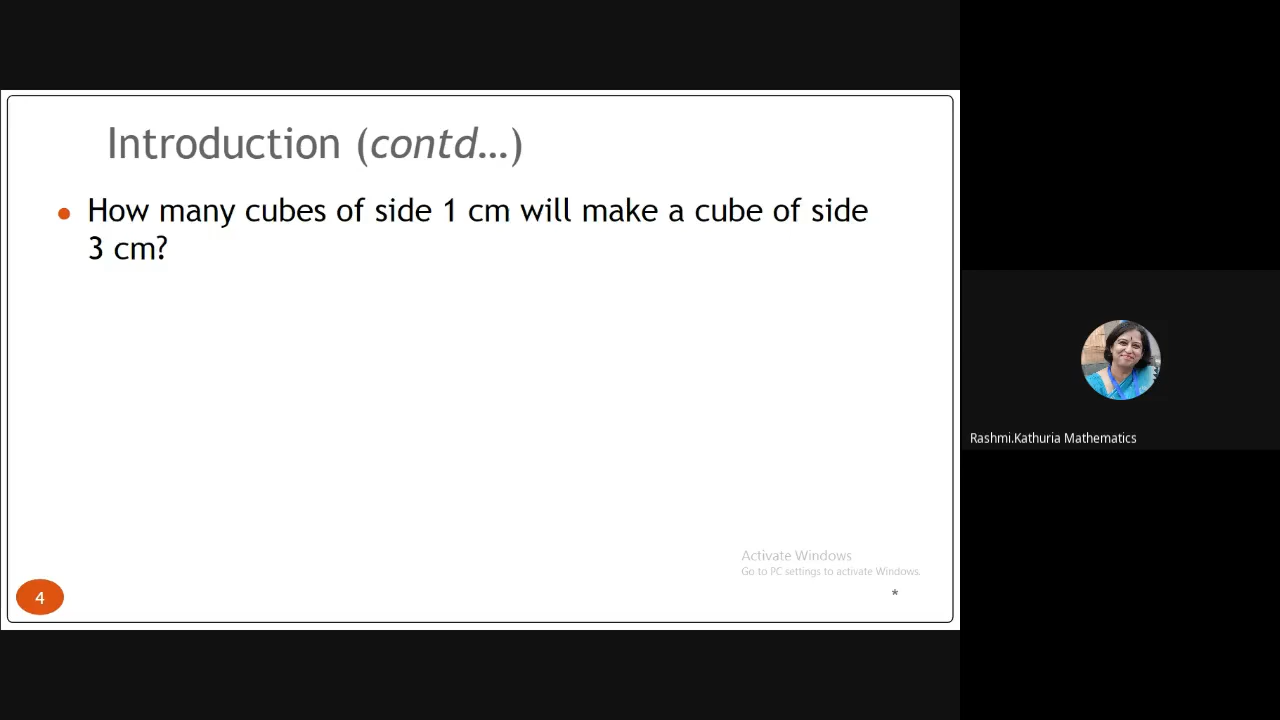 Introduction (contd…)
• How many cubes of side 1 cm will make a cube of side
3 cm?
Rashmi.Kathuria Mathematics
Activate Windows
Go to PC settings to activate Windows.
4
*